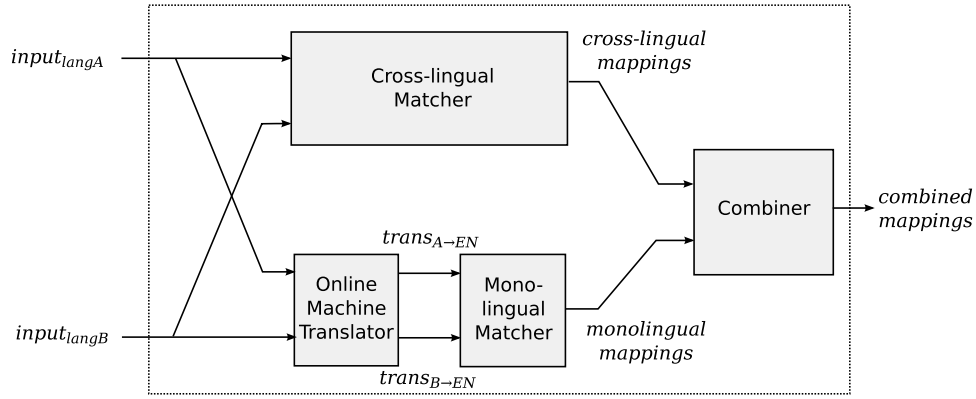 input_langA
Cross-lingual
Matcher
cross-lingual
mappings
Combiner
combined
mappings
trans_A→EN
Online
Machine
Translator
Mono-
lingual
Matcher
input_langB
monolingual
mappings
trans_B→EN